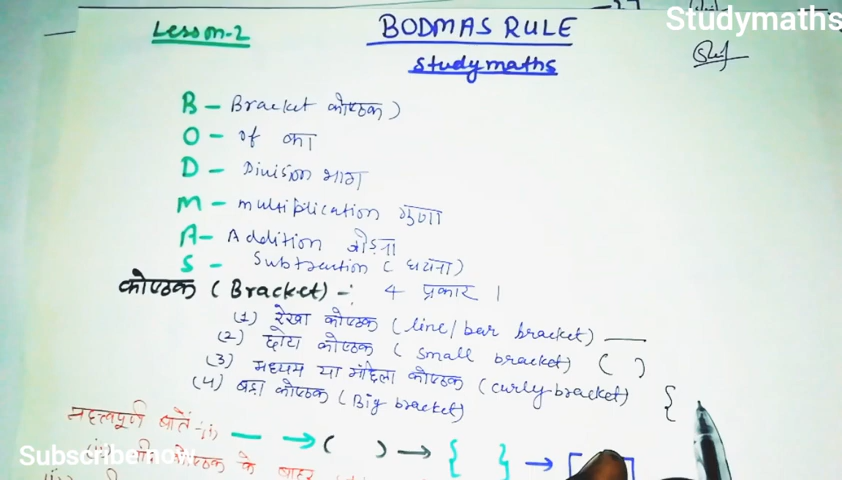 Studymaths
Lesson-2 BODMAS RULE
Studymaths
B - Bracket कोष्ठक)
O - of का
D - Division भाग
M - multiplication गुणा
A - Addition जोड़ना
S - Subtraction ( घटाना)
कोष्ठक (Bracket) -: 4 प्रकार ।
(1) रेखा कोष्ठक (line/bar bracket) —
(2) छोटा कोष्ठक ( small bracket) ( )
(3) मध्यम या मंझिला कोष्ठक (curly bracket) {
(4) बड़ा कोष्ठक (Big bracket)
महत्त्वपूर्ण बातें-(i) — → ( ) → { } → [
कोष्ठक के बाहर
Subscribe now